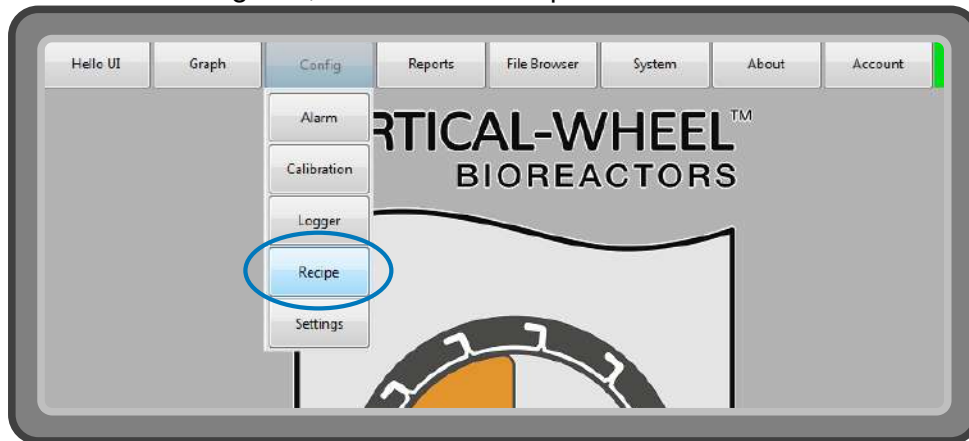 Hello UI Graph Config Reports File Browser System About Account
Alarm
RTICAL-WHEEL™
BIOREACTORS
Calibration
Logger
Recipe
Settings